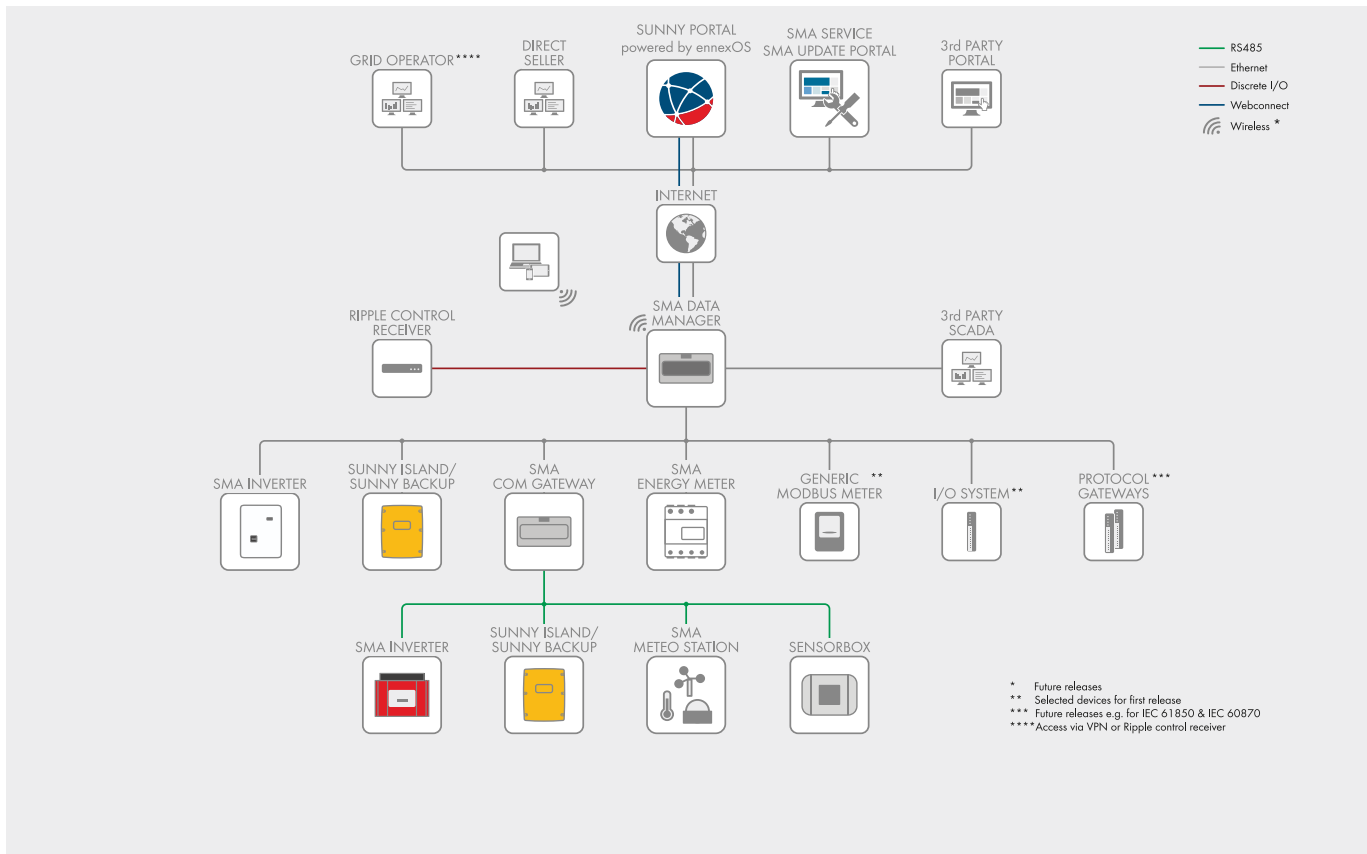 GRID OPERATOR ****
DIRECT
SELLER
SUNNY PORTAL
powered by ennexOS
SMA SERVICE
SMA UPDATE PORTAL
3rd PARTY
PORTAL
RS485
Ethernet
Discrete I/O
Webconnect
Wireless *
INTERNET
RIPPLE CONTROL
RECEIVER
SMA DATA
MANAGER
3rd PARTY
SCADA
SMA INVERTER
SUNNY ISLAND/
SUNNY BACKUP
SMA
COM GATEWAY
SMA
ENERGY METER
GENERIC **
MODBUS METER
I/O SYSTEM **
PROTOCOL ***
GATEWAYS
SMA INVERTER
SUNNY ISLAND/
SUNNY BACKUP
SMA
METEO STATION
SENSORBOX
* Future releases
** Selected devices for first release
*** Future releases e.g. for IEC 61850 & IEC 60870
**** Access via VPN or Ripple control receiver